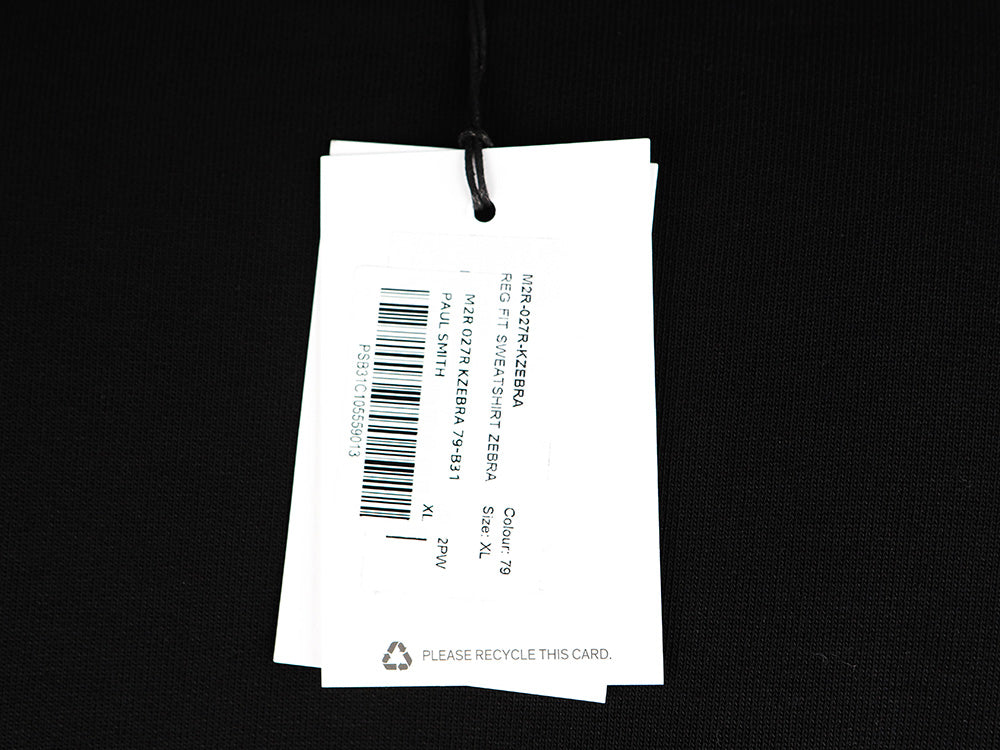 M2R-027R-KZEBRA
REG FIT SWEATSHIRT ZEBRA
Colour: 79
Size: XL
M2R 027R KZEBRA 79-B31
PAUL SMITH
2PW
XL
PSB31C105559013
PLEASE RECYCLE THIS CARD.